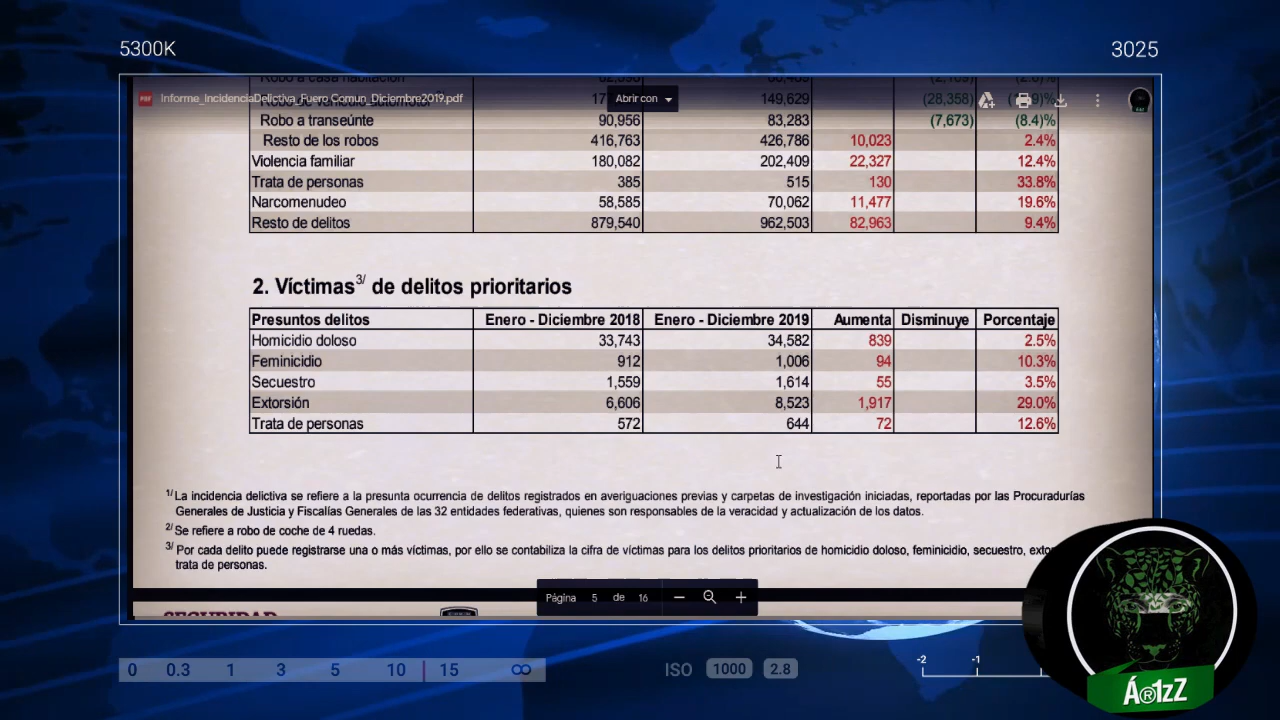 5300K
3025
Informe_IncidenciaDelictiva_Fuero Comun_Diciembre2019.pdf
Abrir con
149,629 (28,358)
Robo a transeúnte 90,956 83,283 (7,673) (8.4)%
Resto de los robos 416,763 426,786 10,023 2.4%
Violencia familiar 180,082 202,409 22,327 12.4%
Trata de personas 385 515 130 33.8%
Narcomenudeo 58,585 70,062 11,477 19.6%
Resto de delitos 879,540 962,503 82,963 9.4%
2. Víctimas3/ de delitos prioritarios
Presuntos delitos Enero - Diciembre 2018 Enero - Diciembre 2019 Aumenta Disminuye Porcentaje
Homicidio doloso 33,743 34,582 839 2.5%
Feminicidio 912 1,006 94 10.3%
Secuestro 1,559 1,614 55 3.5%
Extorsión 6,606 8,523 1,917 29.0%
Trata de personas 572 644 72 12.6%
1/ La incidencia delictiva se refiere a la presunta ocurrencia de delitos registrados en averiguaciones previas y carpetas de investigación iniciadas, reportadas por las Procuradurías
Generales de Justicia y Fiscalías Generales de las 32 entidades federativas, quienes son responsables de la veracidad y actualización de los datos.
2/ Se refiere a robo de coche de 4 ruedas.
3/ Por cada delito puede registrarse una o más víctimas, por ello se contabiliza la cifra de víctimas para los delitos prioritarios de homicidio doloso, feminicidio, secuestro,
trata de personas.
Página 5 de 16
0 0.3 1 3 5 10 15 ∞
ISO 1000 2.8
-2 -1
Á®1zZ